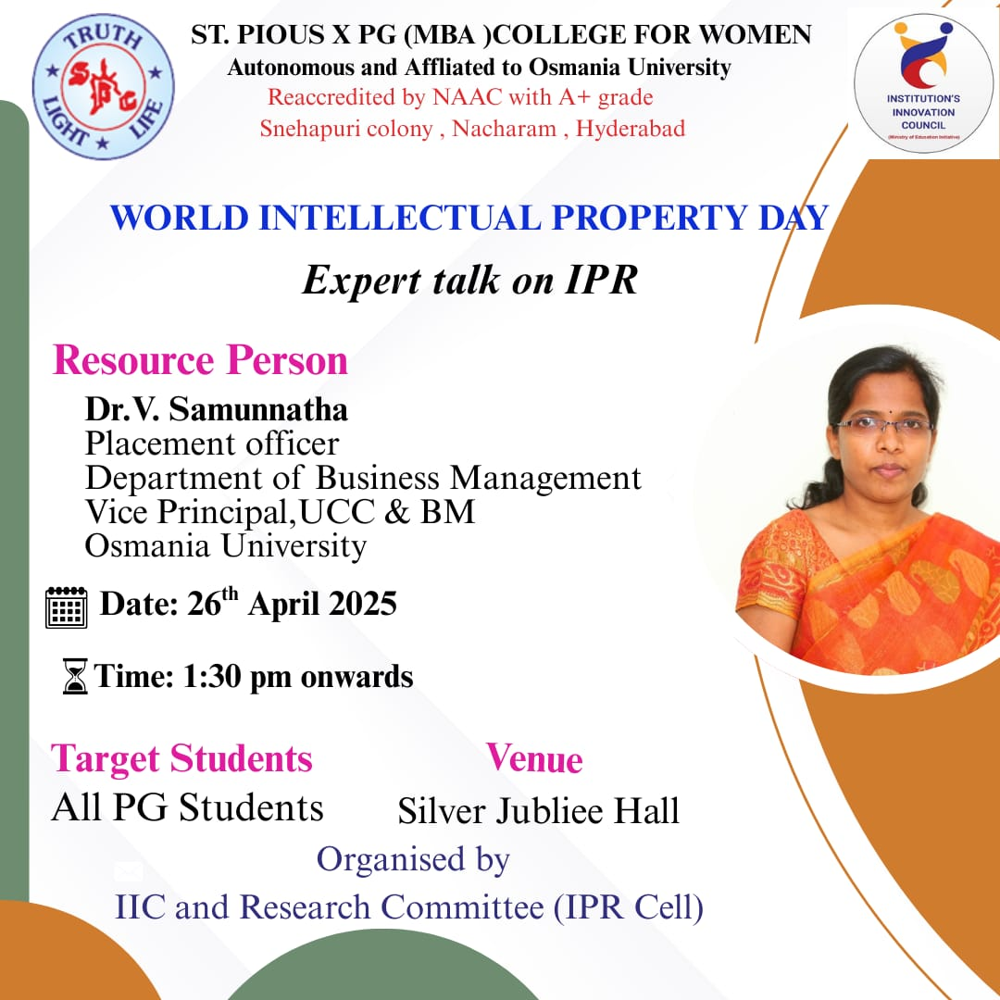 TRUTH
LIGHT
LIFE
SPC
ST. PIOUS X PG (MBA )COLLEGE FOR WOMEN
Autonomous and Affliated to Osmania University
Reaccredited by NAAC with A+ grade
Snehapuri colony , Nacharam , Hyderabad
INSTITUTION'S
INNOVATION
COUNCIL
(Ministry of Education Initiative)
WORLD INTELLECTUAL PROPERTY DAY
Expert talk on IPR
Resource Person
Dr.V. Samunnatha
Placement officer
Department of Business Management
Vice Principal,UCC & BM
Osmania University
Date: 26th April 2025
Time: 1:30 pm onwards
Target Students
All PG Students
Venue
Silver Jubliee Hall
Organised by
IIC and Research Committee (IPR Cell)